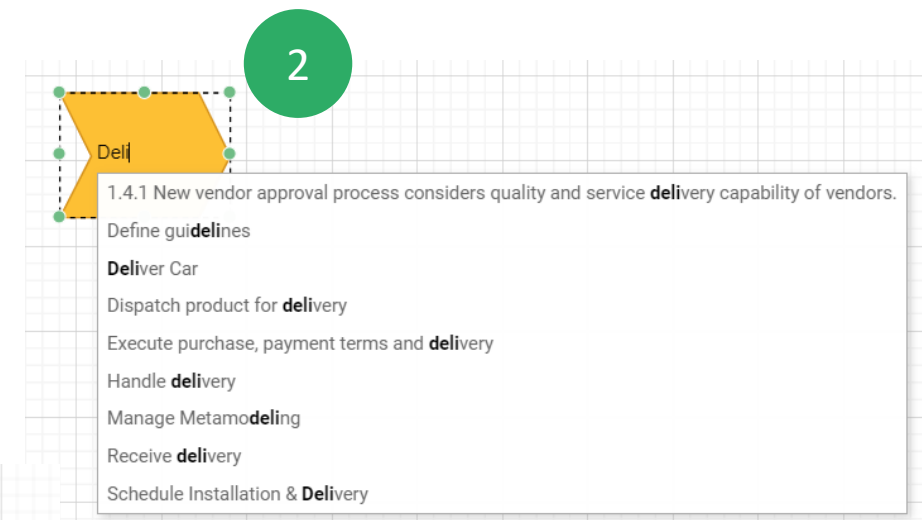 2
Deli
1.4.1 New vendor approval process considers quality and service delivery capability of vendors.
Define guidelines
Deliver Car
Dispatch product for delivery
Execute purchase, payment terms and delivery
Handle delivery
Manage Metamodeling
Receive delivery
Schedule Installation & Delivery